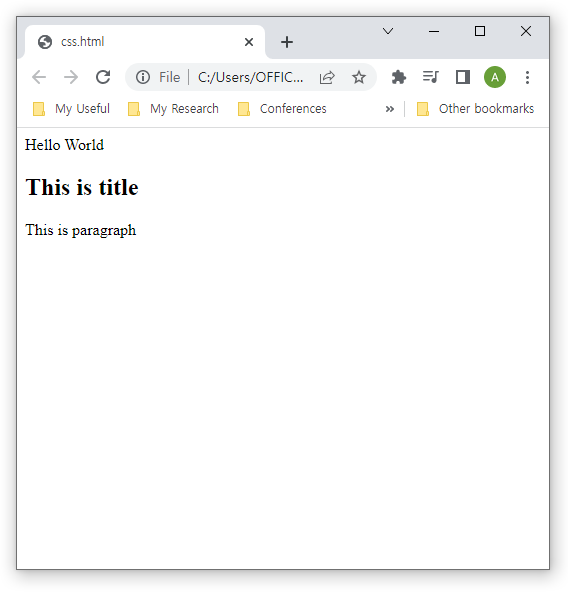 css.html
File C:/Users/OFFIC... A
My Useful My Research Conferences » Other bookmarks
Hello World
This is title
This is paragraph